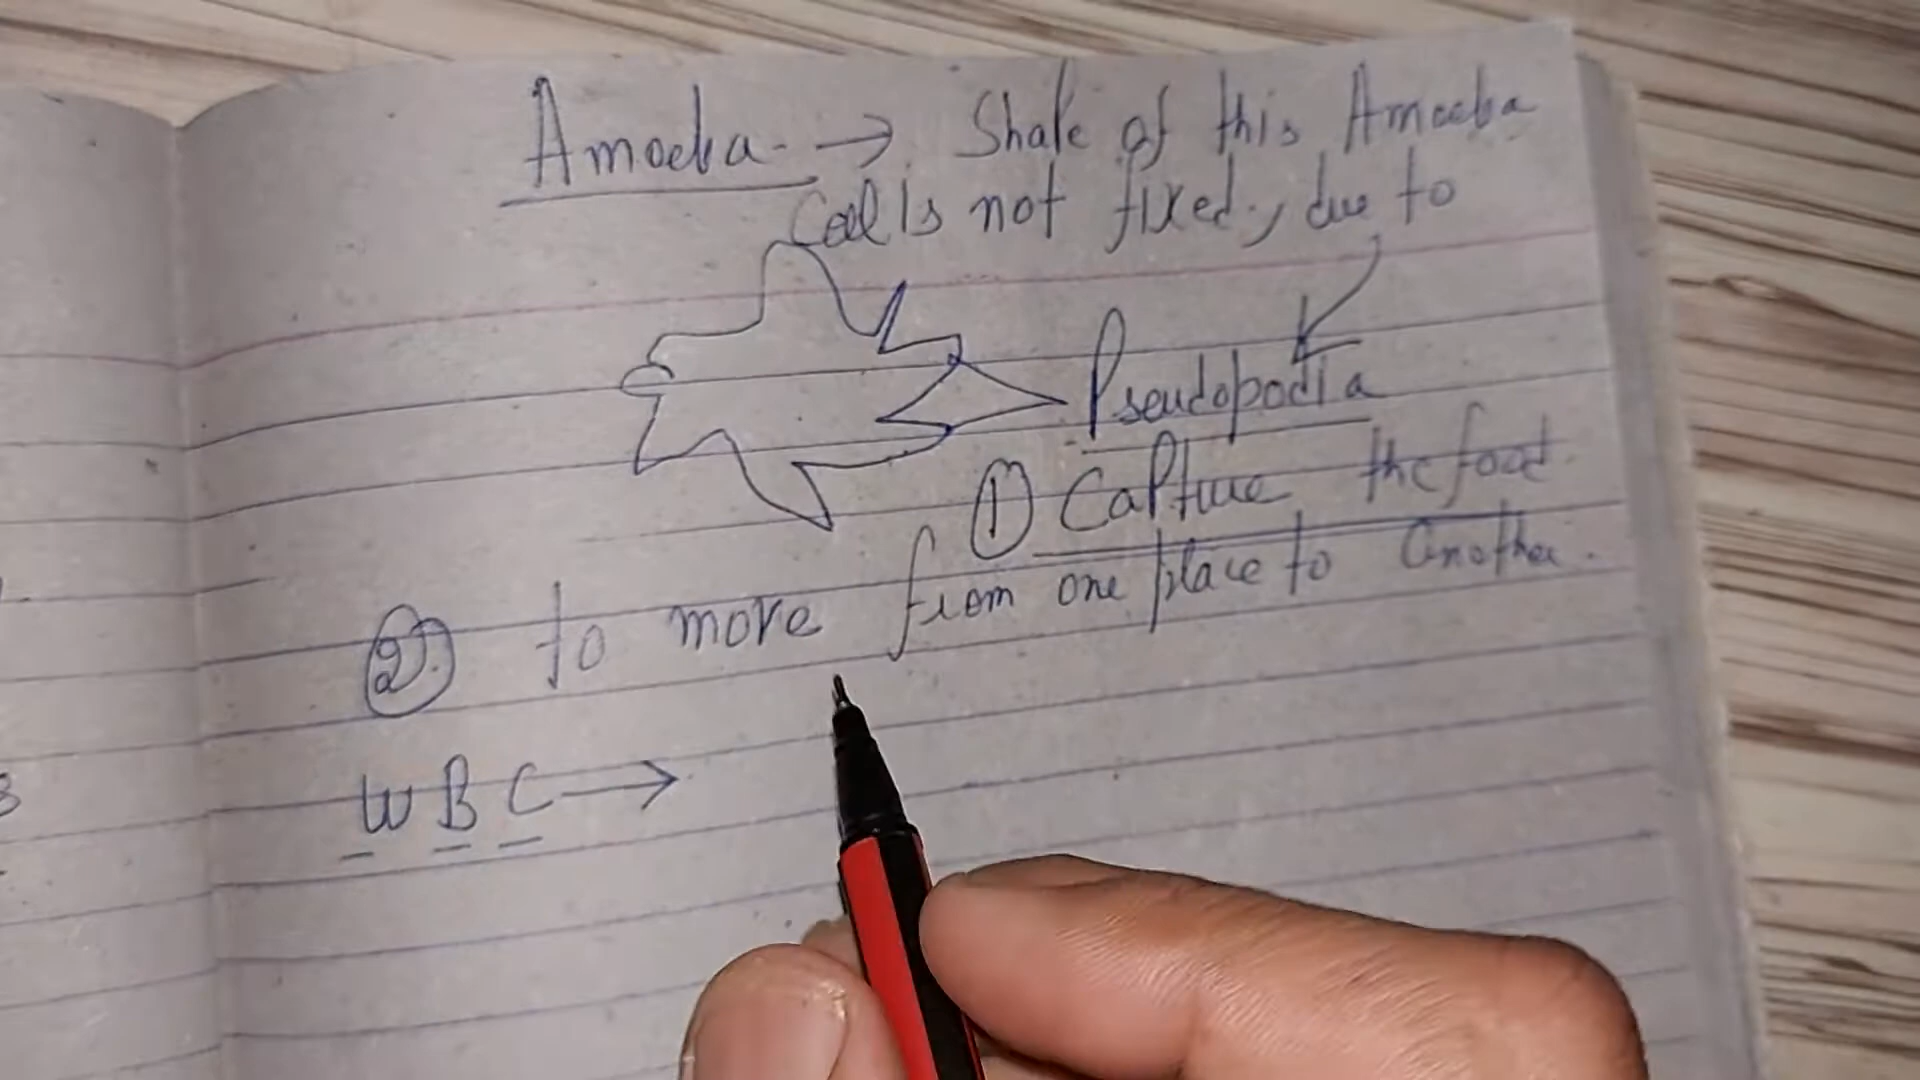 Amoeba → Shape of this Amoeba
Cell is not fixed, due to
Pseudopodia
① Capture the food
② to move from one place to another.
WBC →